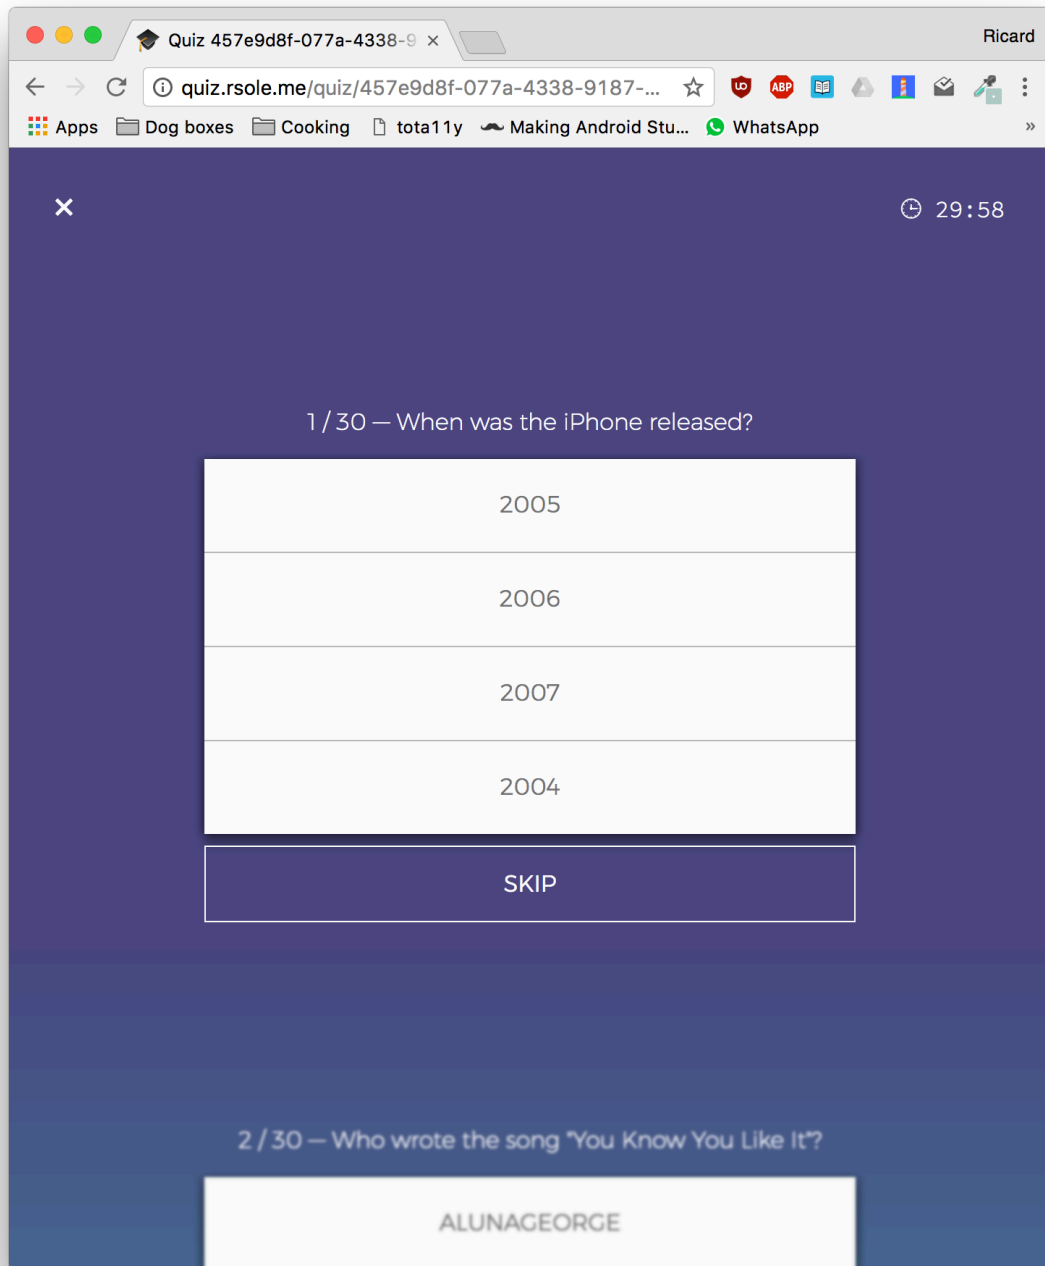 Quiz 457e9d8f-077a-4338-9
Ricard
quiz.rsole.me/quiz/457e9d8f-077a-4338-9187-...
ABP
Apps Dog boxes Cooking tota11y Making Android Stu... WhatsApp »
29:58
1 / 30 — When was the iPhone released?
2005
2006
2007
2004
SKIP
2 / 30 — Who wrote the song "You Know You Like It"?
ALUNAGEORGE